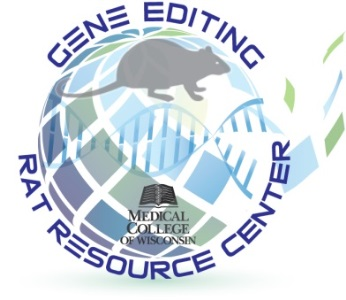 GENE EDITING
RAT RESOURCE CENTER
MEDICAL
COLLEGE
OF WISCONSIN